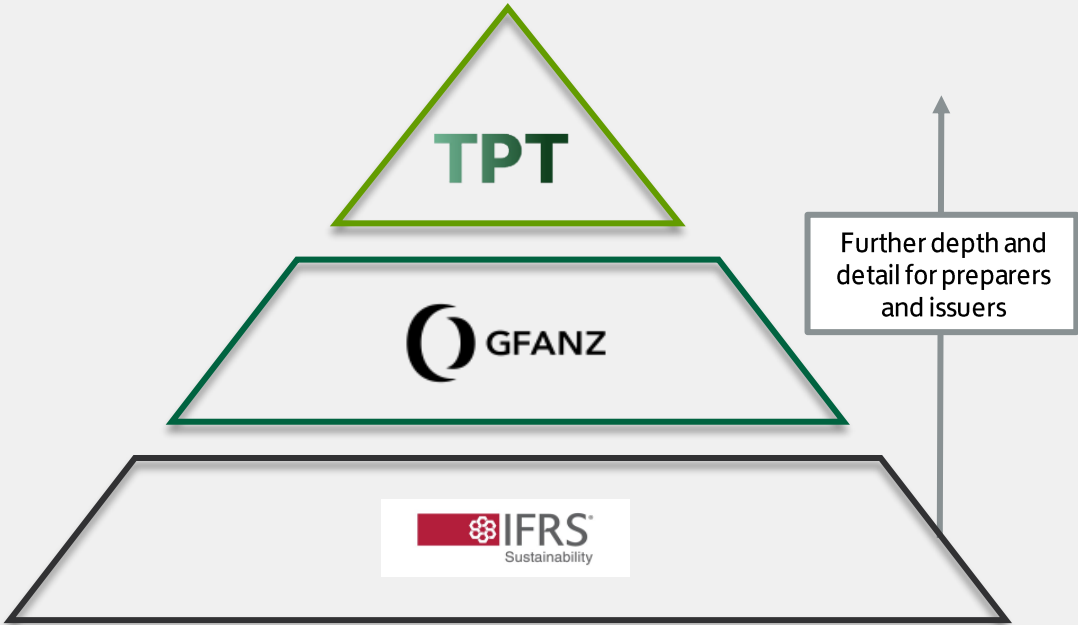 TPT
Further depth and
detail for preparers
and issuers
GFANZ
IFRS®
Sustainability